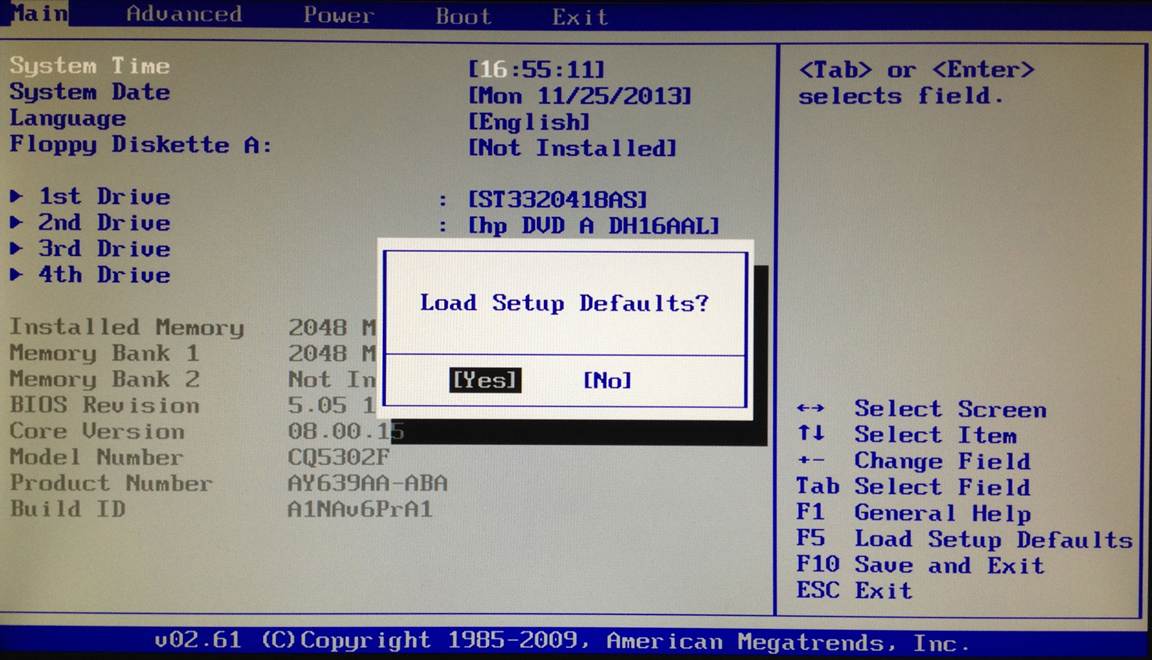 Main Advanced Power Boot Exit
System Time [16:55:11]
System Date [Mon 11/25/2013]
Language [English]
Floppy Diskette A: [Not Installed]
1st Drive : [ST3320418AS]
2nd Drive : [hp DVD A DH16AAL]
3rd Drive
4th Drive
Installed Memory 2048 M
Memory Bank 1 2048 M
Memory Bank 2 Not In
BIOS Revision 5.05 1
Core Version 08.00.15
Model Number CQ5302F
Product Number AY639AA-ABA
Build ID A1NAv6PrA1
Load Setup Defaults?
[Yes] [No]
<Tab> or <Enter>
selects field.
↔ Select Screen
↑↓ Select Item
+- Change Field
Tab Select Field
F1 General Help
F5 Load Setup Defaults
F10 Save and Exit
ESC Exit
v02.61 (C)Copyright 1985-2009, American Megatrends, Inc.